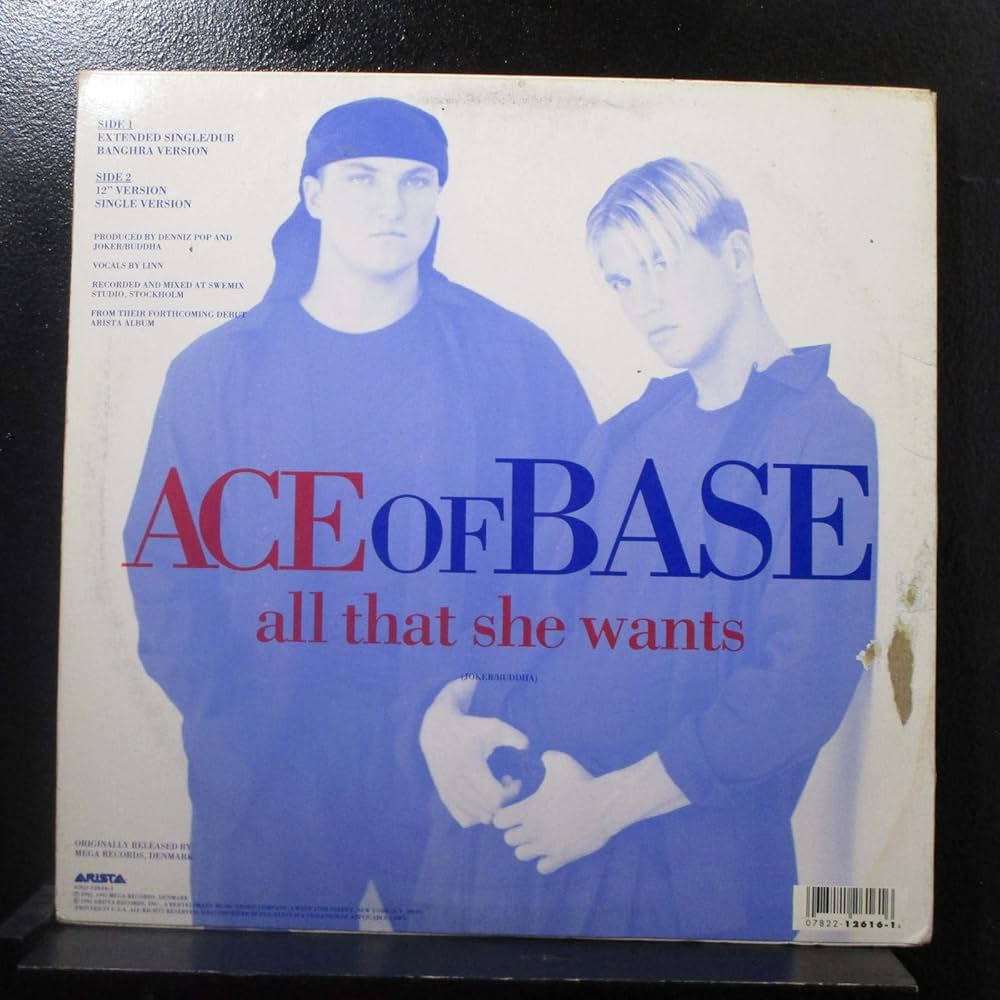 SIDE 1
EXTENDED SINGLE/DUB
BANGHRA VERSION
SIDE 2
12" VERSION
SINGLE VERSION
PRODUCED BY DENNIZ POP AND
JOKER/BUDDHA
VOCALS BY LINN
RECORDED AND MIXED AT SWEMIX
STUDIO, STOCKHOLM
FROM THEIR FORTHCOMING DEBUT
ARISTA ALBUM
ACE OF BASE
all that she wants
(JOKER/BUDDHA)
ORIGINALLY RELEASED BY
MEGA RECORDS, DENMARK
ARISTA
07822-12616-1